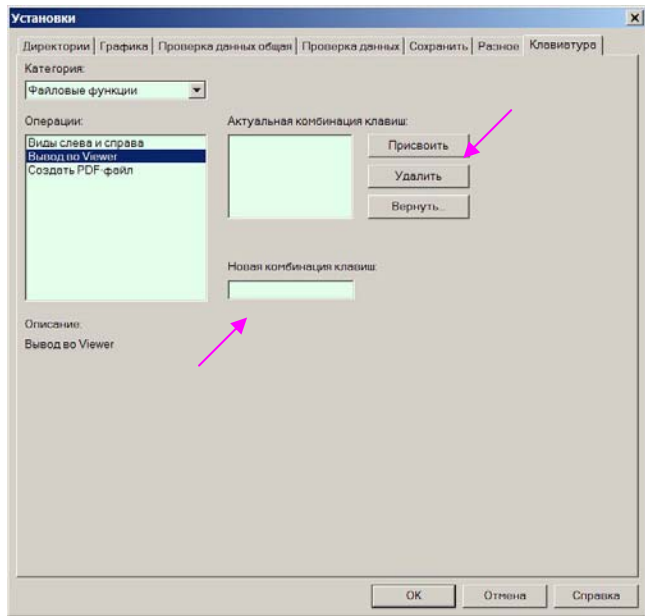 Установки
Директории Графика Проверка данных общая Проверка данных Сохранить Разное Клавиатура
Категория:
Файловые функции
Операции:
Актуальная комбинация клавиш:
Виды слева и справа
Вывод во Viewer
Создать PDF-файл
Присвоить
Удалить
Вернуть...
Новая комбинация клавиш:
Описание:
Вывод во Viewer
OK Отмена Справка